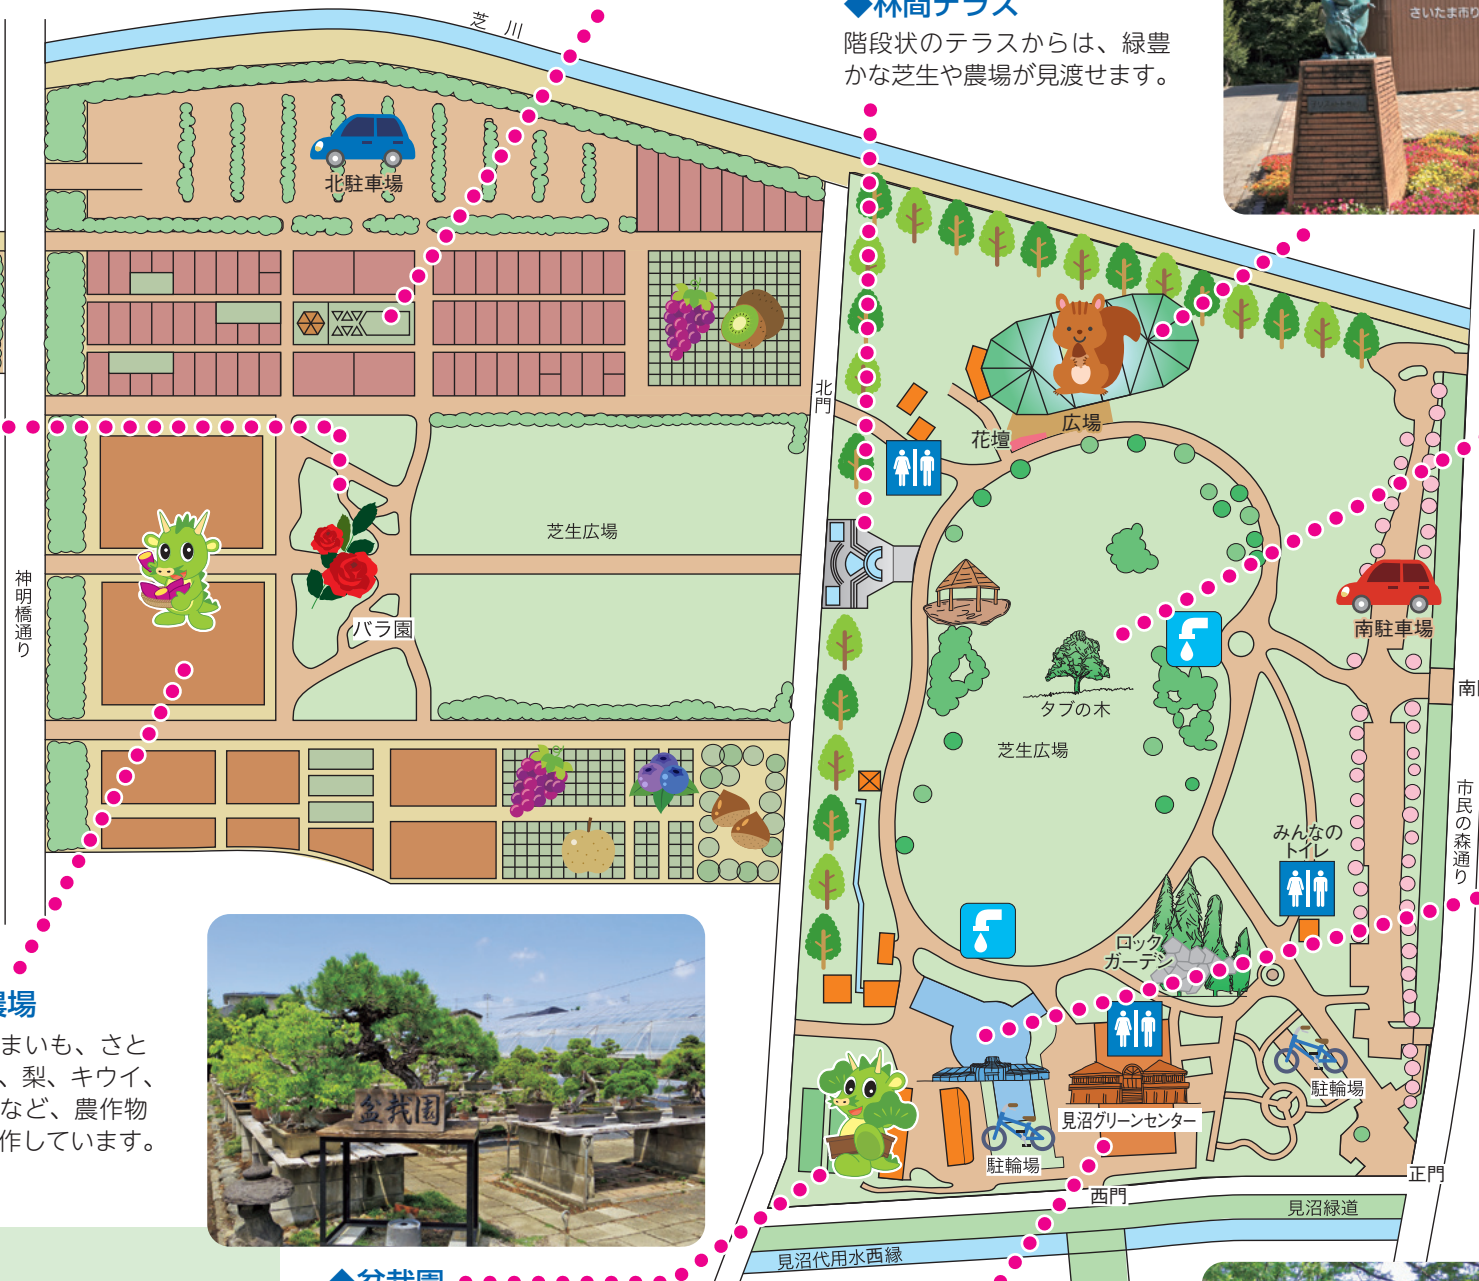 芝川
◆林間テラス
階段状のテラスからは、緑豊
かな芝生や農場が見渡せます。
さいたま市り
北駐車場
北門
花壇
広場
芝生広場
バラ園
神明橋通り
タブの木
芝生広場
南駐車場
南
市民の森通り
みんなの
トイレ
ロック
ガーデン
農場
まいも、さと
、梨、キウイ、
など、農作物
作しています。
盆栽園
駐輪場
見沼グリーンセンター
駐輪場
西門
正門
見沼緑道
見沼代用水西縁
◆盆栽園